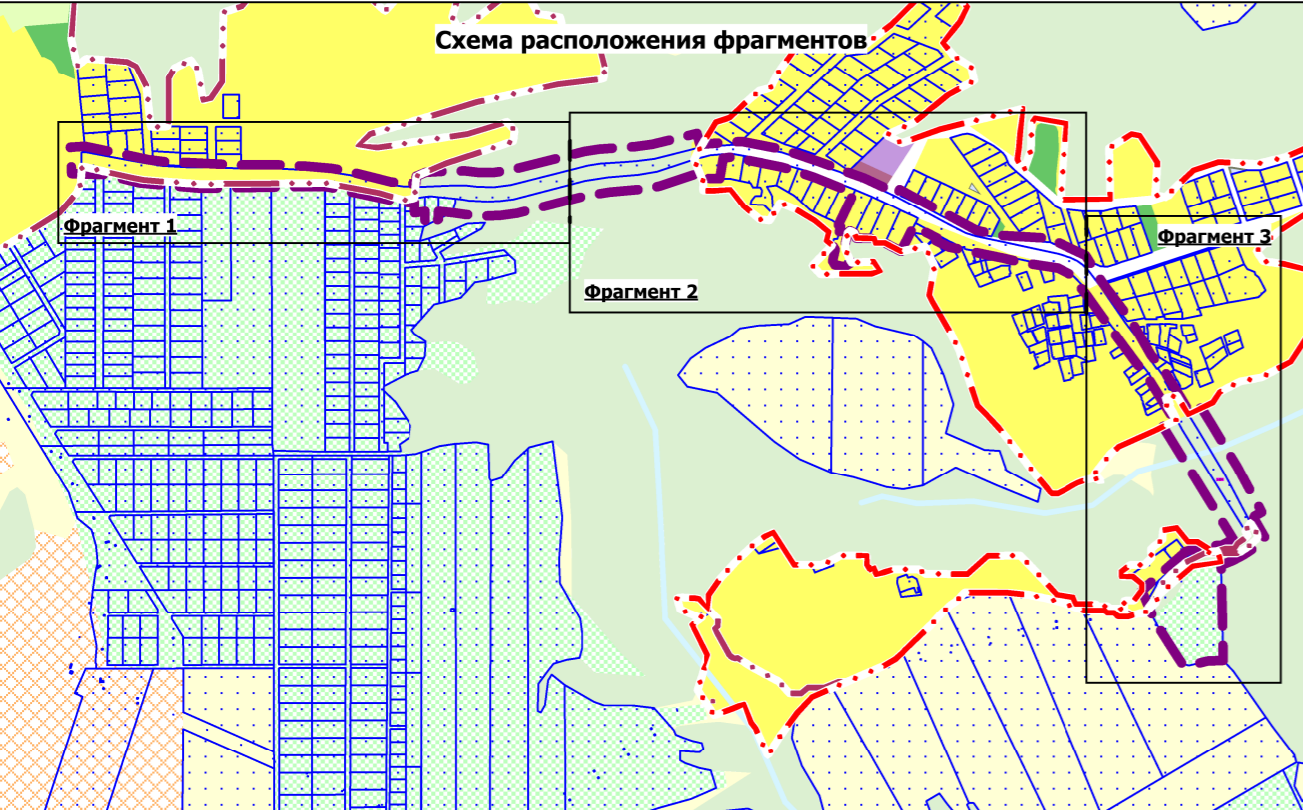 Схема расположения фрагментов
Фрагмент 1
Фрагмент 2
Фрагмент 3